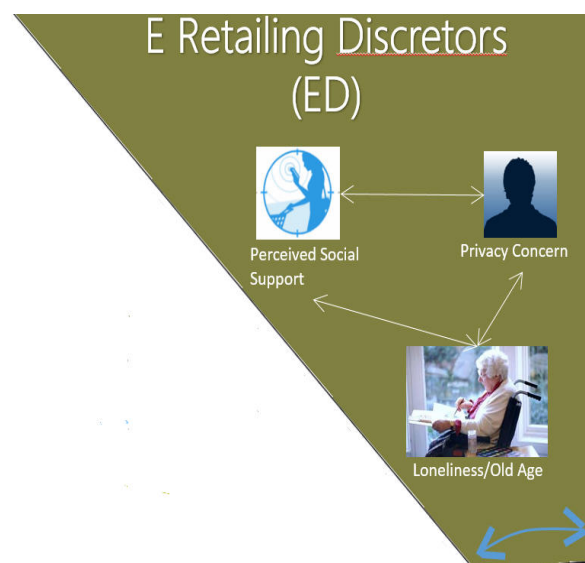 E Retailing Discretors
(ED)
Perceived Social
Support
Privacy Concern
Loneliness/Old Age